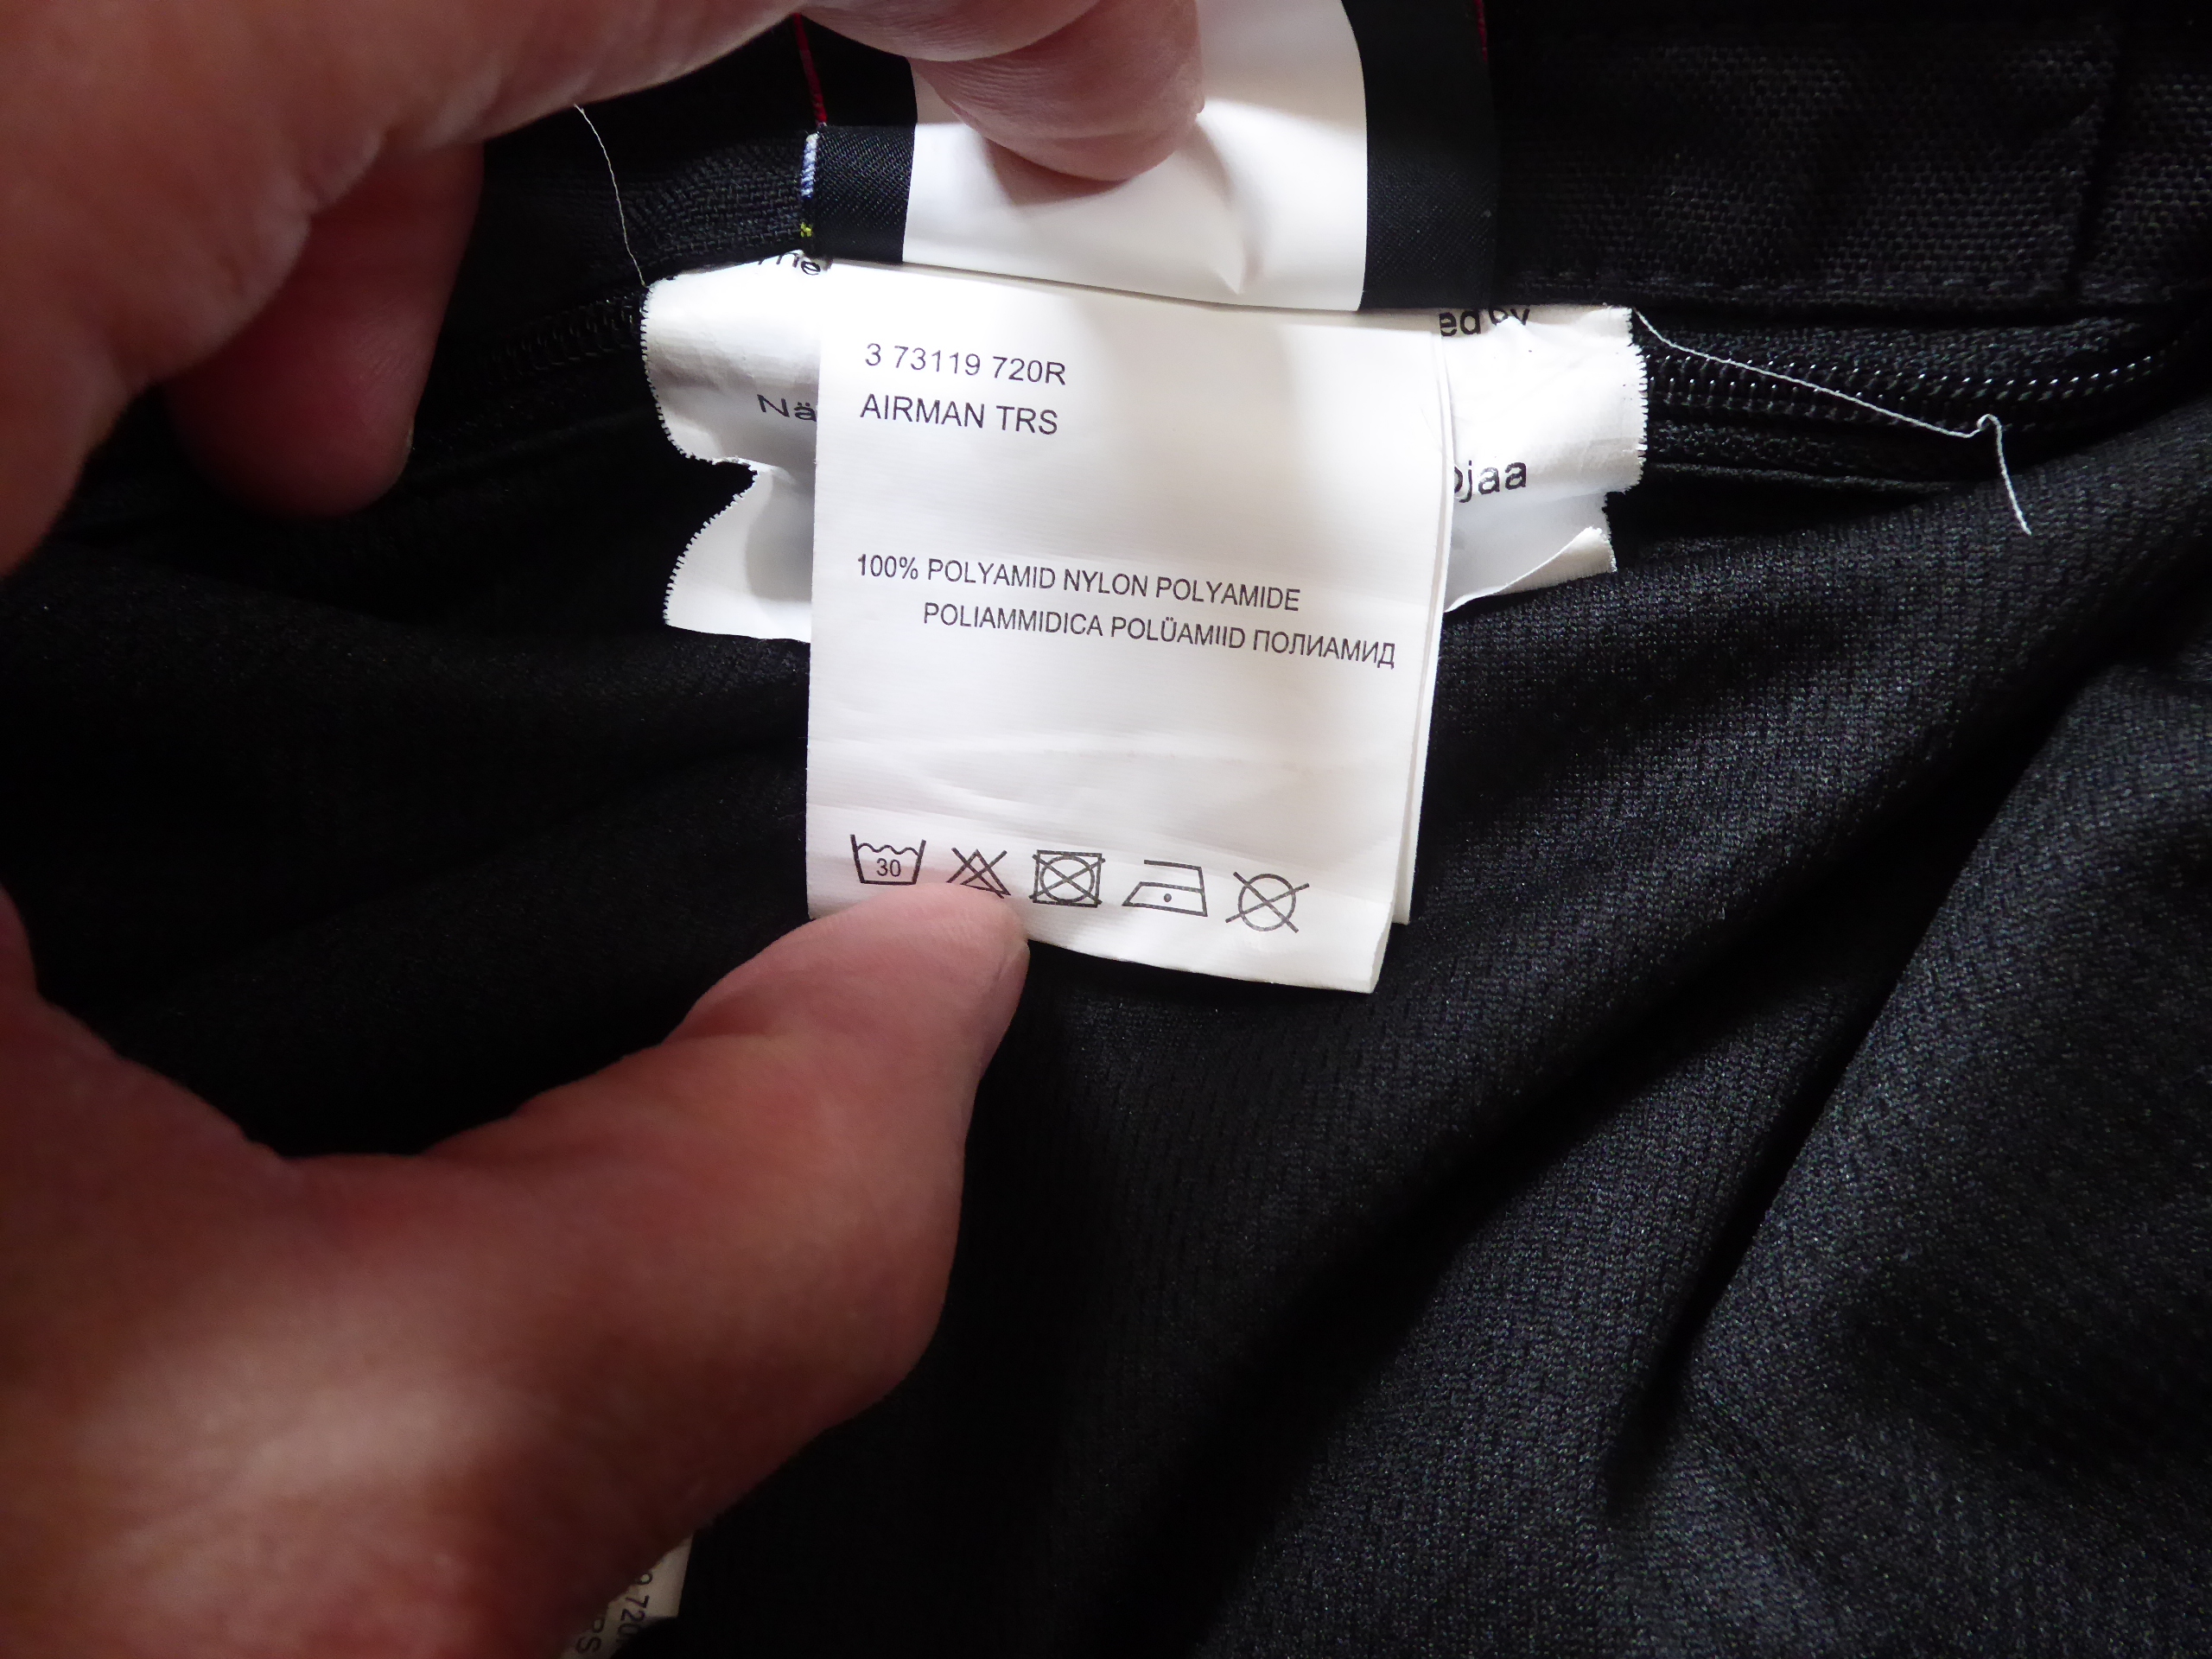 3 73119 720R
AIRMAN TRS
100% POLYAMID NYLON POLYAMIDE
POLIAMMIDICA POLÜAMIID ПОЛИАМИД
30